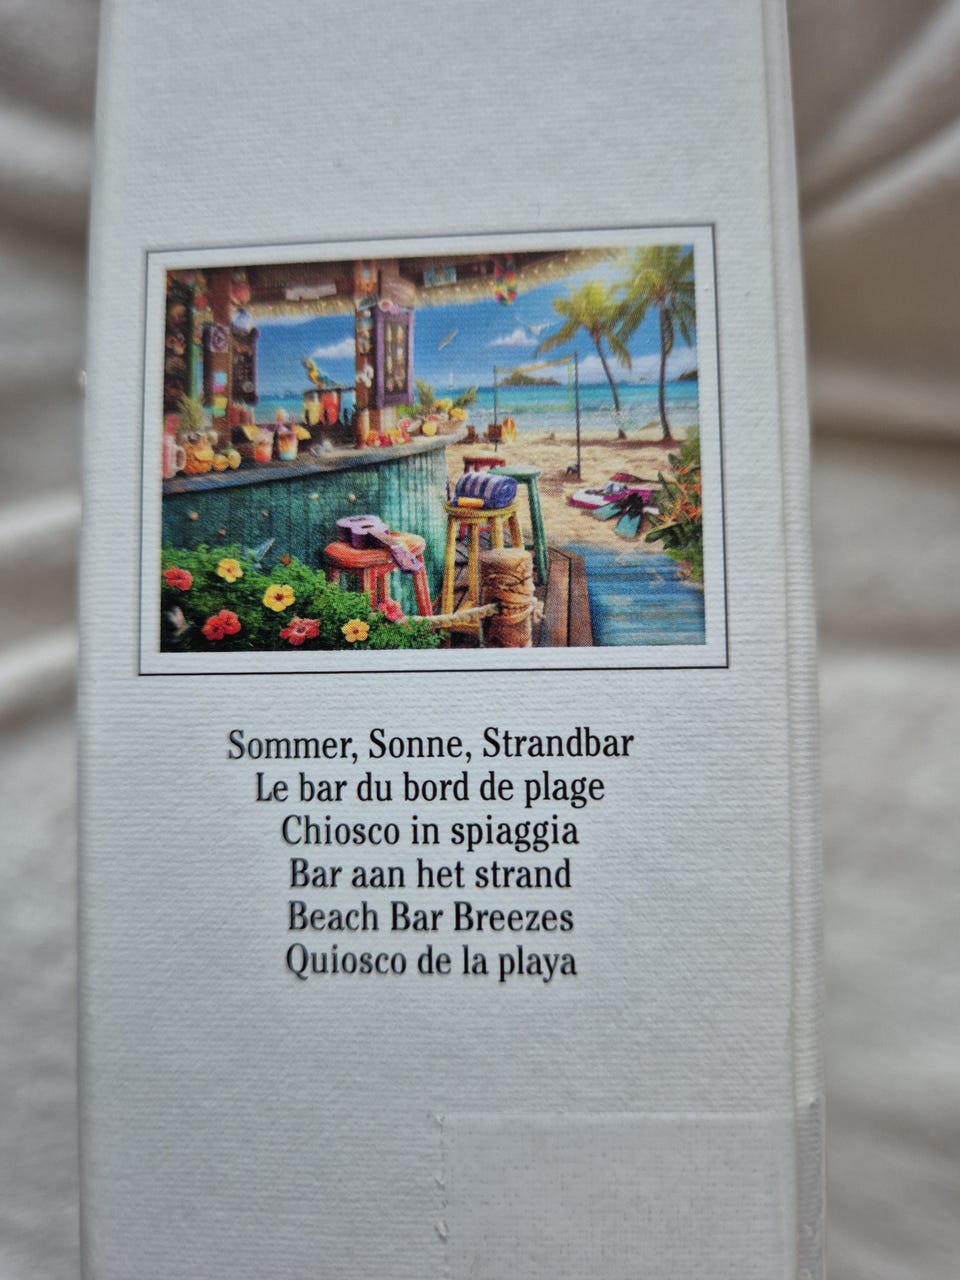 Sommer, Sonne, Strandbar
Le bar du bord de plage
Chiosco in spiaggia
Bar aan het strand
Beach Bar Breezes
Quiosco de la playa